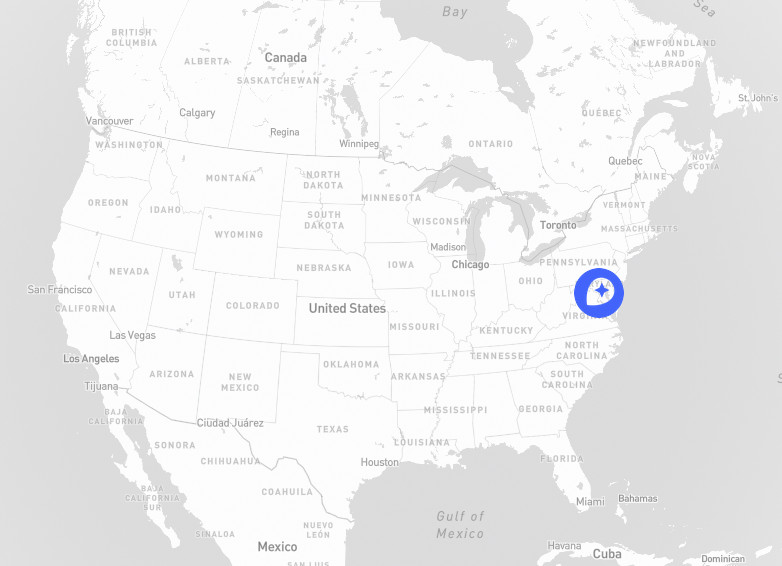 Bay
Sea
BRITISH
COLUMBIA
Canada
ALBERTA
SASKATCHEWAN
NEWFOUNDLAND
AND
LABRADOR
St. John's
Calgary
Vancouver
QUÉBEC
Regina
Winnipeg
WASHINGTON
ONTARIO
Quebec
NOVA
SCOTIA
MAINE
MONTANA
NORTH
DAKOTA
MINNESOTA
OREGON
IDAHO
VERMONT
SOUTH
DAKOTA
WISCONSIN
Toronto
MASSACHUSETTS
WYOMING
Madison
Chicago
IOWA
PENNSYLVANIA
NEVADA
NEBRASKA
OHIO
UTAH
San Francisco
ILLINOIS
CALIFORNIA
COLORADO
United States
MISSOURI
KENTUCKY
Las Vegas
NORTH
CAROLINA
Los Angeles
TENNESSEE
OKLAHOMA
ARIZONA
NEW
MEXICO
ARKANSAS
SOUTH
CAROLINA
Tijuana
MISSISSIPPI
GEORGIA
BAJA
CALIFORNIA
Ciudad Juárez
TEXAS
SONORA
LOUISIANA
CHIHUAHUA
Houston
FLORIDA
BAJA
CALIFORNIA
SUR
COAHUILA
Miami
Bahamas
Gulf of
Mexico
SINALOA
NUEVO
LEÓN
Mexico
Havana
Cuba
Dominican
SAN LUIS